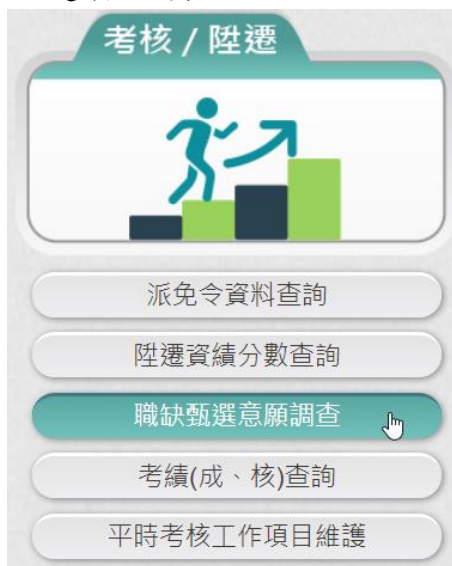 考核 / 陞遷
派免令資料查詢
陞遷資績分數查詢
職缺甄選意願調查
考績(成、核)查詢
平時考核工作項目維護